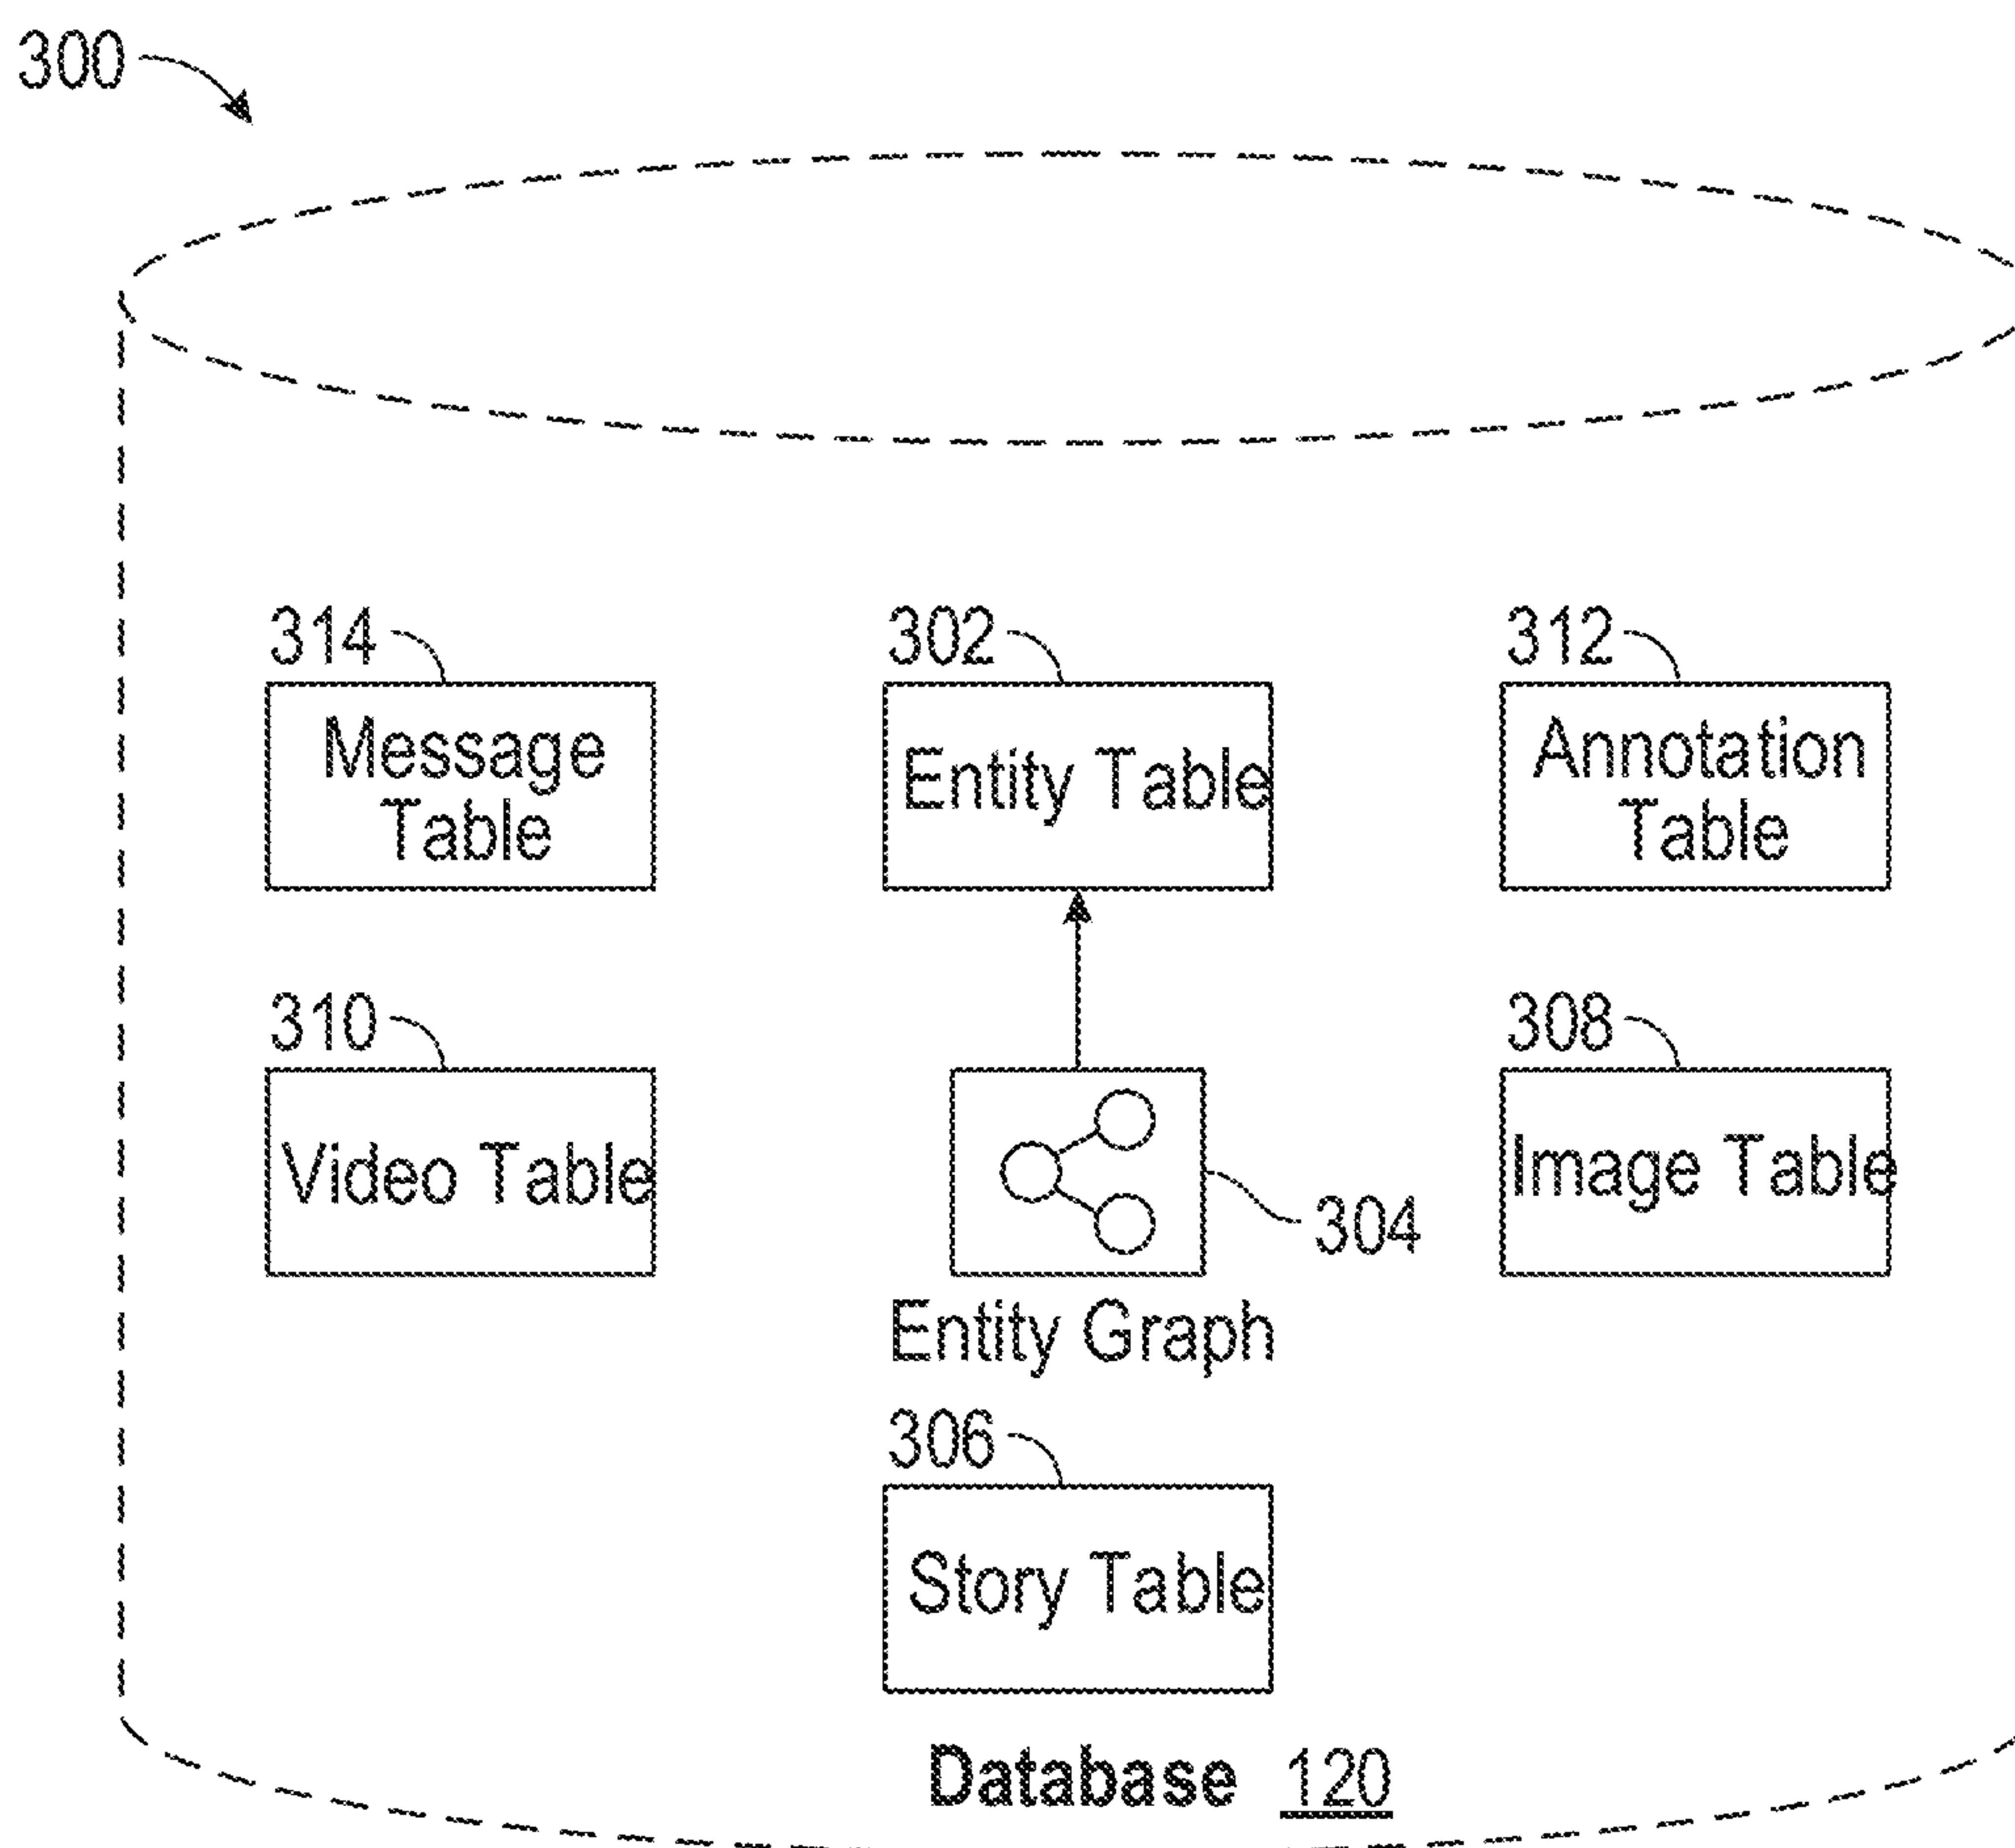 300
314
302
312
Message
Table
Entity Table
Annotation
Table
310
308
Video Table
Image Table
304
Entity Graph
306
Story Table
Database 120